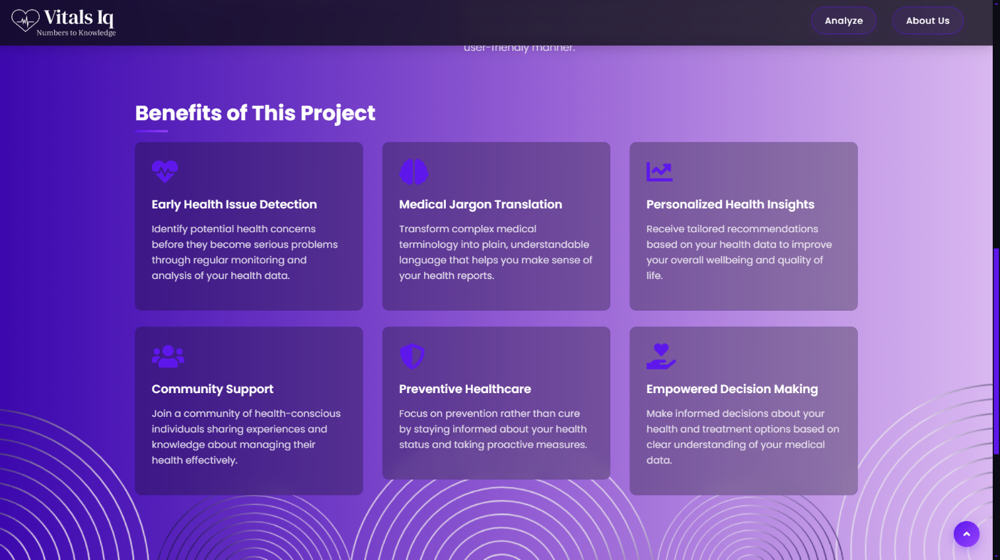 Vitals Iq
Numbers to Knowledge
Analyze
About Us
user-friendly manner.
Benefits of This Project
Early Health Issue Detection
Identify potential health concerns
before they become serious problems
through regular monitoring and
analysis of your health data.
Medical Jargon Translation
Transform complex medical
terminology into plain, understandable
language that helps you make sense of
your health reports.
Personalized Health Insights
Receive tailored recommendations
based on your health data to improve
your overall wellbeing and quality of
life.
Community Support
Join a community of health-conscious
individuals sharing experiences and
knowledge about managing their
health effectively.
Preventive Healthcare
Focus on prevention rather than cure
by staying informed about your health
status and taking proactive measures.
Empowered Decision Making
Make informed decisions about your
health and treatment options based on
clear understanding of your medical
data.